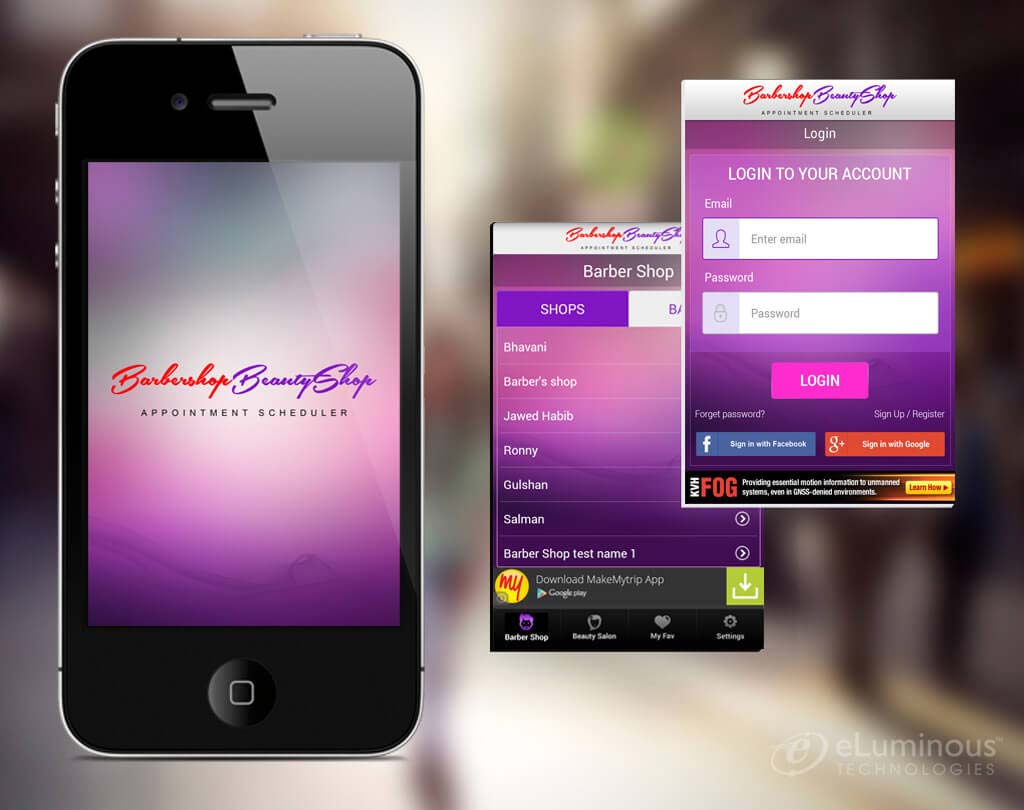 BarbershopBeautyShop
APPOINTMENT SCHEDULER
BarbershopBeautySh
APPOINTMENT SCHEDULER
Barber Shop
SHOPS
BA
Bhavani
Barber's shop
Jawed Habib
Ronny
Gulshan
Salman
Barber Shop test name 1
my
Download MakeMytrip App
Google play
Barber Shop
Beauty Salon
My Fav
Settings
BarbershopBeautyShop
APPOINTMENT SCHEDULER
Login
LOGIN TO YOUR ACCOUNT
Email
Enter email
Password
Password
LOGIN
Forget password?
Sign Up / Register
f Sign in with Facebook
g+ Sign in with Google
KVH FOG
Providing essential motion information to unmanned
systems, even in GNSS-denied environments.
Learn How
eLuminous™
TECHNOLOGIES